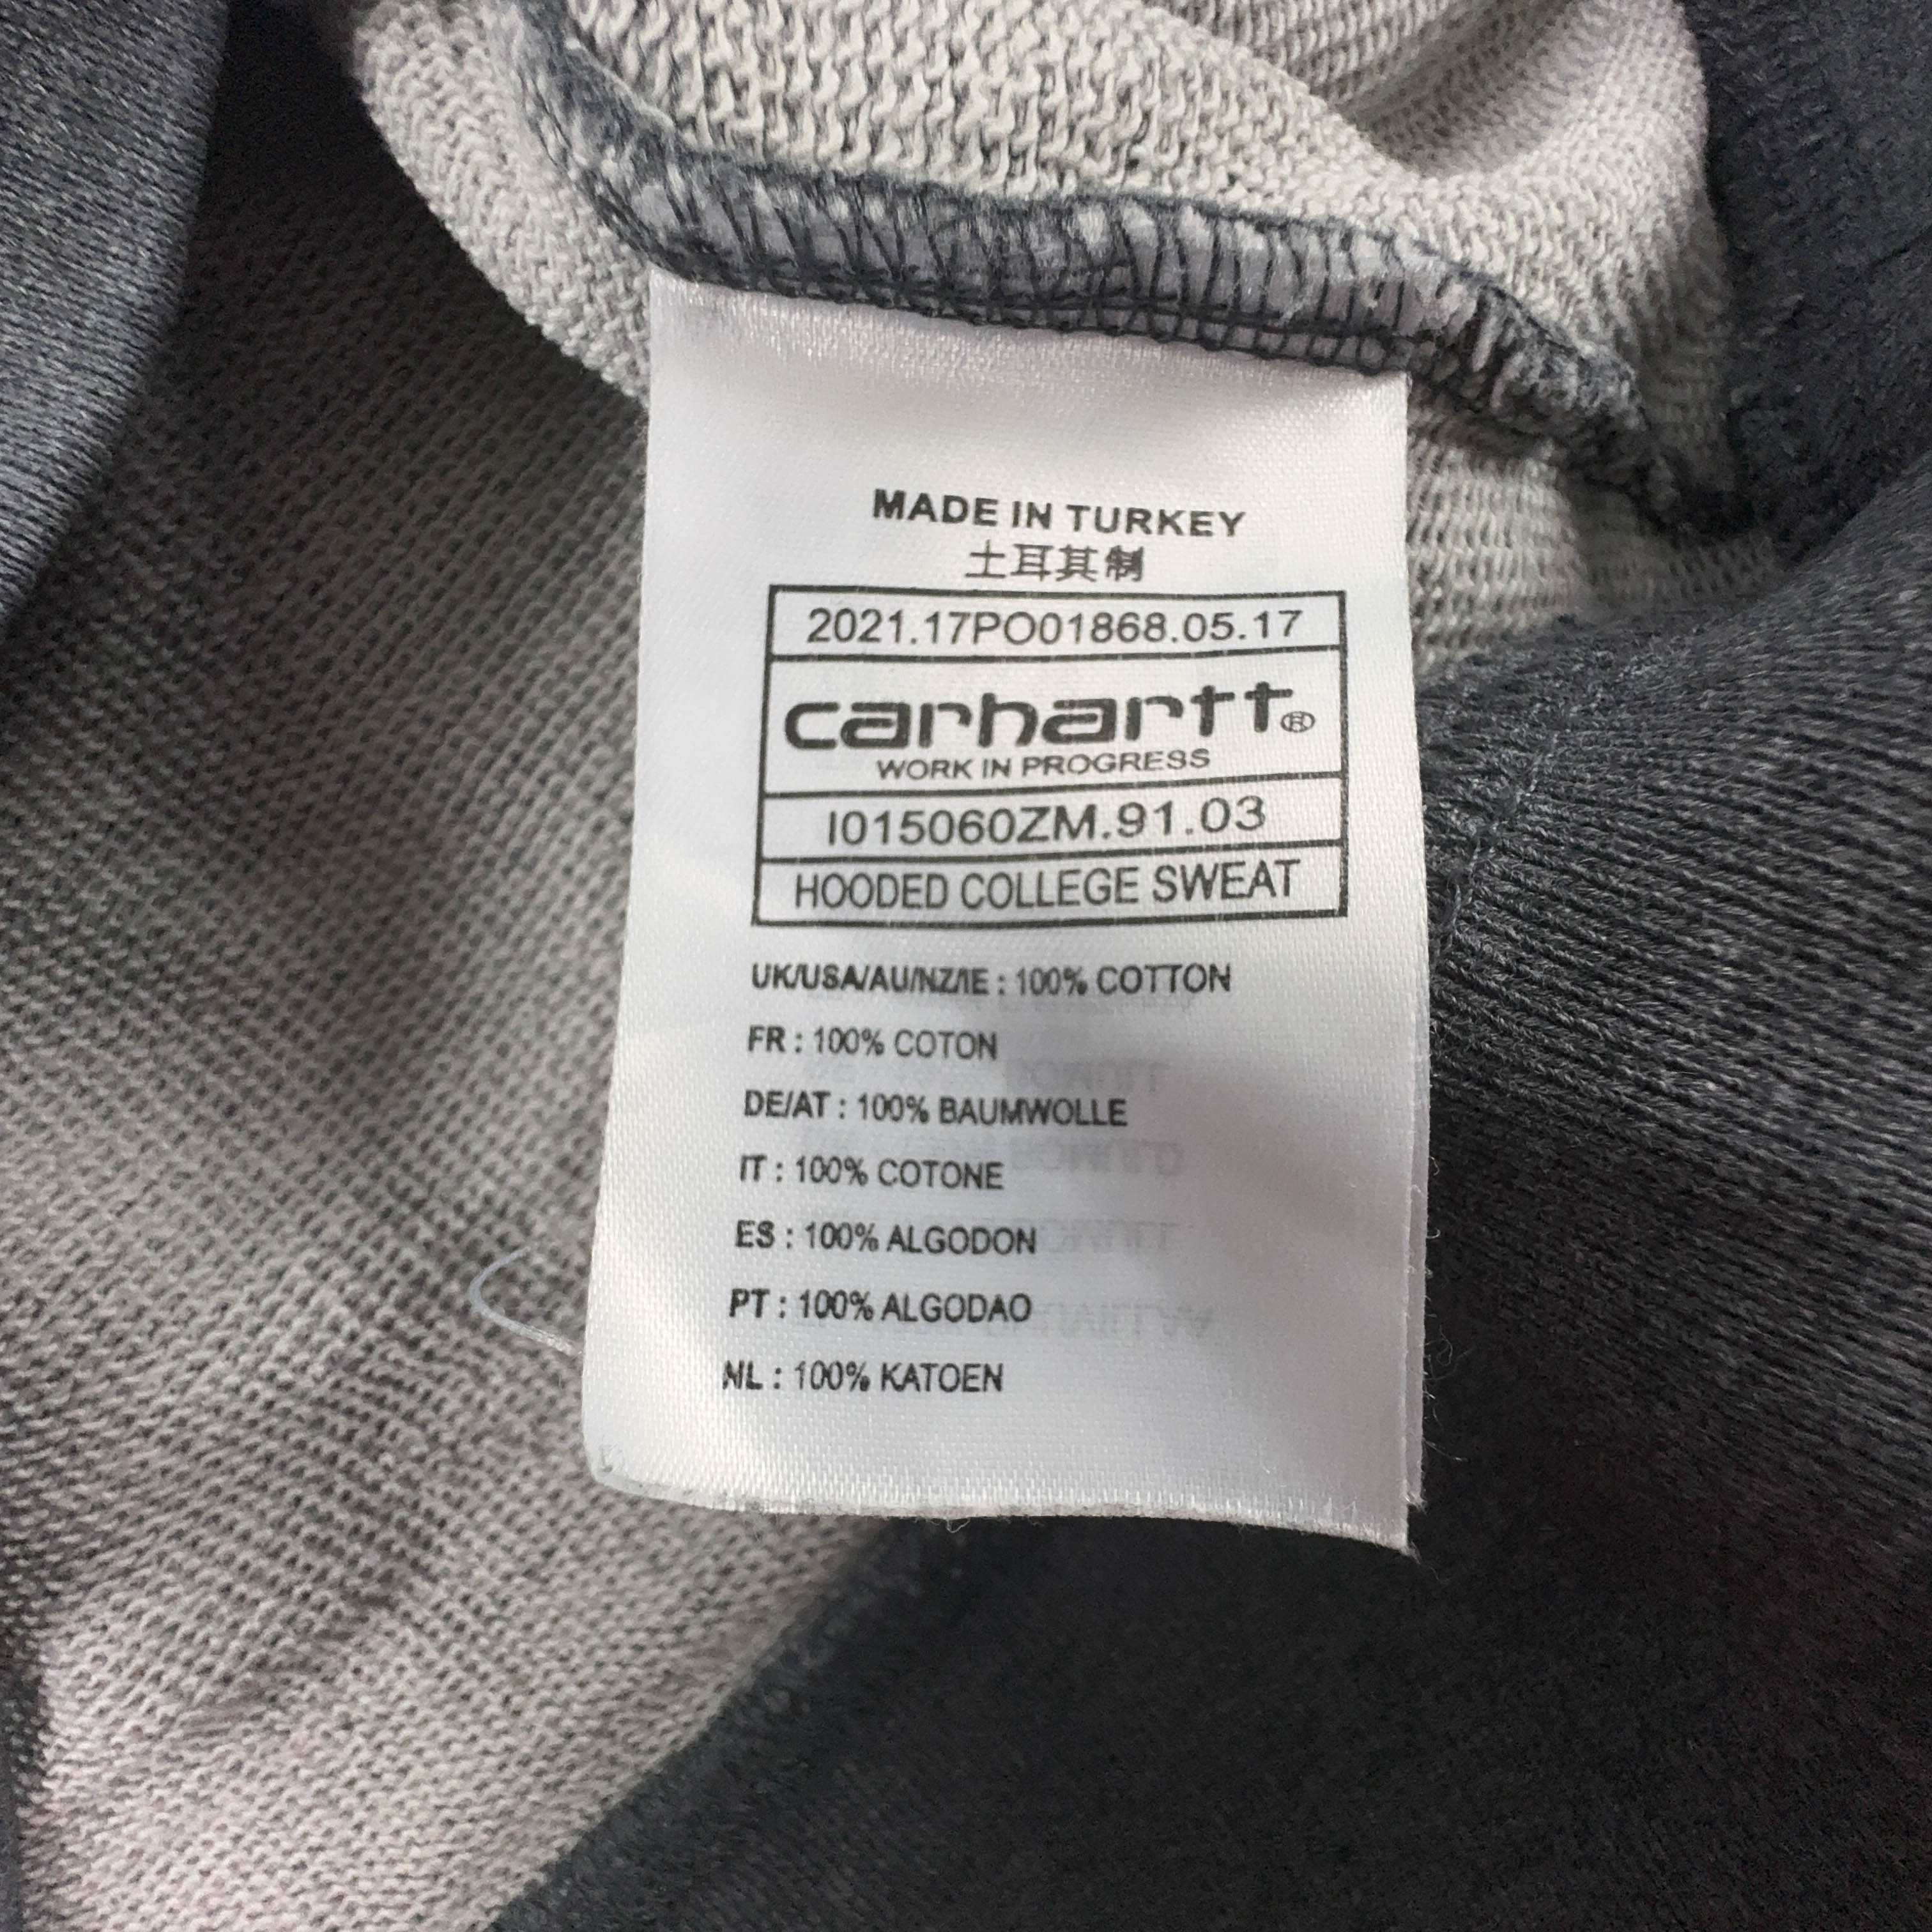 MADE IN TURKEY
土耳其制
2021.17PO01868.05.17
carhartt®
WORK IN PROGRESS
I015060ZM.91.03
HOODED COLLEGE SWEAT
UK/USA/AU/NZ/IE : 100% COTTON
FR : 100% COTON
DE/AT : 100% BAUMWOLLE
IT : 100% COTONE
ES : 100% ALGODON
PT : 100% ALGODAO
NL : 100% KATOEN